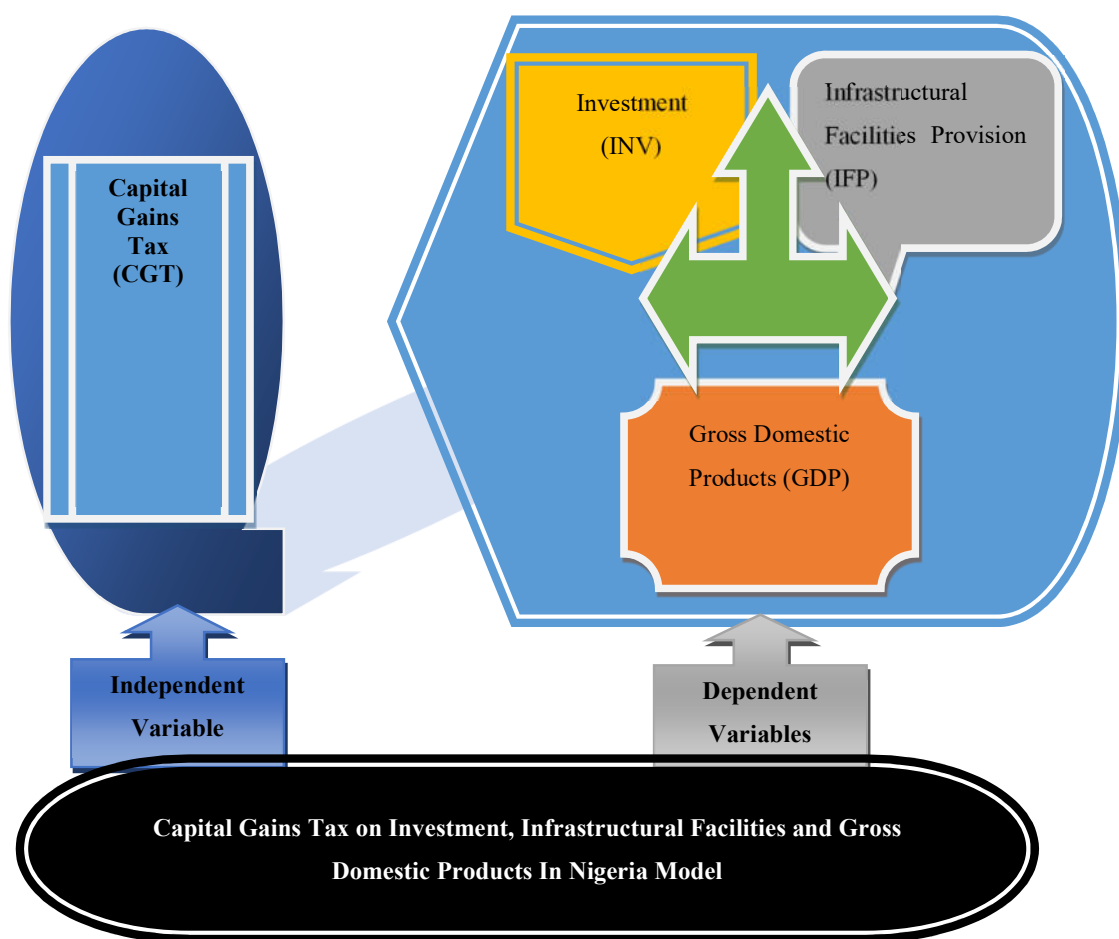 Capital
Gains
Tax
(CGT)
Investment
(INV)
Infrastructural
Facilities Provision
(IFP)
Gross Domestic
Products (GDP)
Independent
Variable
Dependent
Variables
Capital Gains Tax on Investment, Infrastructural Facilities and Gross
Domestic Products In Nigeria Model